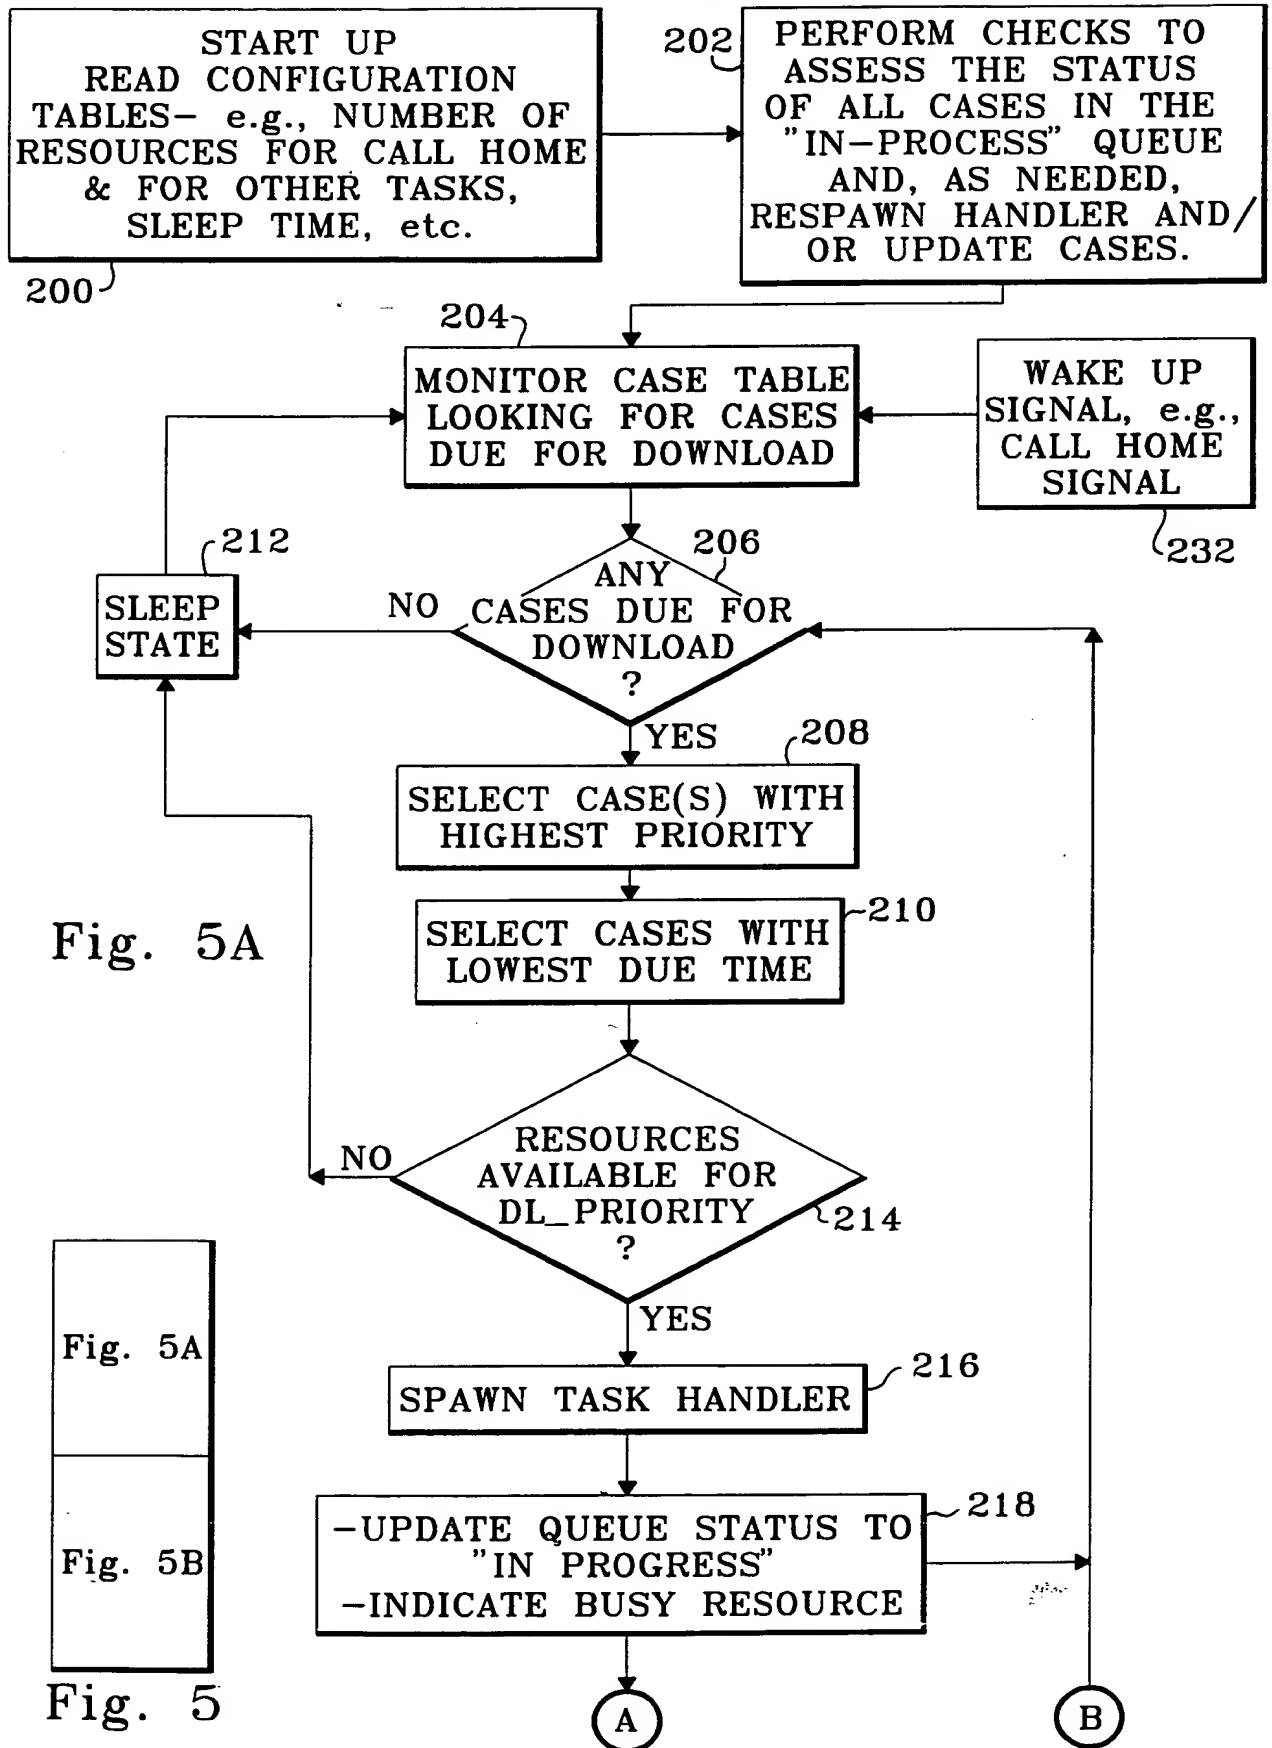 START UP
READ CONFIGURATION
TABLES- e.g., NUMBER OF
RESOURCES FOR CALL HOME
& FOR OTHER TASKS,
SLEEP TIME, etc.
200
202
PERFORM CHECKS TO
ASSESS THE STATUS
OF ALL CASES IN THE
"IN-PROCESS" QUEUE
AND, AS NEEDED,
RESPAWN HANDLER AND/
OR UPDATE CASES.
204
MONITOR CASE TABLE
LOOKING FOR CASES
DUE FOR DOWNLOAD
WAKE UP
SIGNAL, e.g.,
CALL HOME
SIGNAL
232
212
SLEEP
STATE
NO
206
ANY
CASES DUE FOR
DOWNLOAD
?
YES
208
SELECT CASE(S) WITH
HIGHEST PRIORITY
210
SELECT CASES WITH
LOWEST DUE TIME
Fig. 5A
NO
RESOURCES
AVAILABLE FOR
DL_PRIORITY
?
214
YES
216
SPAWN TASK HANDLER
218
-UPDATE QUEUE STATUS TO
"IN PROGRESS"
-INDICATE BUSY RESOURCE
A
B
Fig. 5A
Fig. 5B
Fig. 5